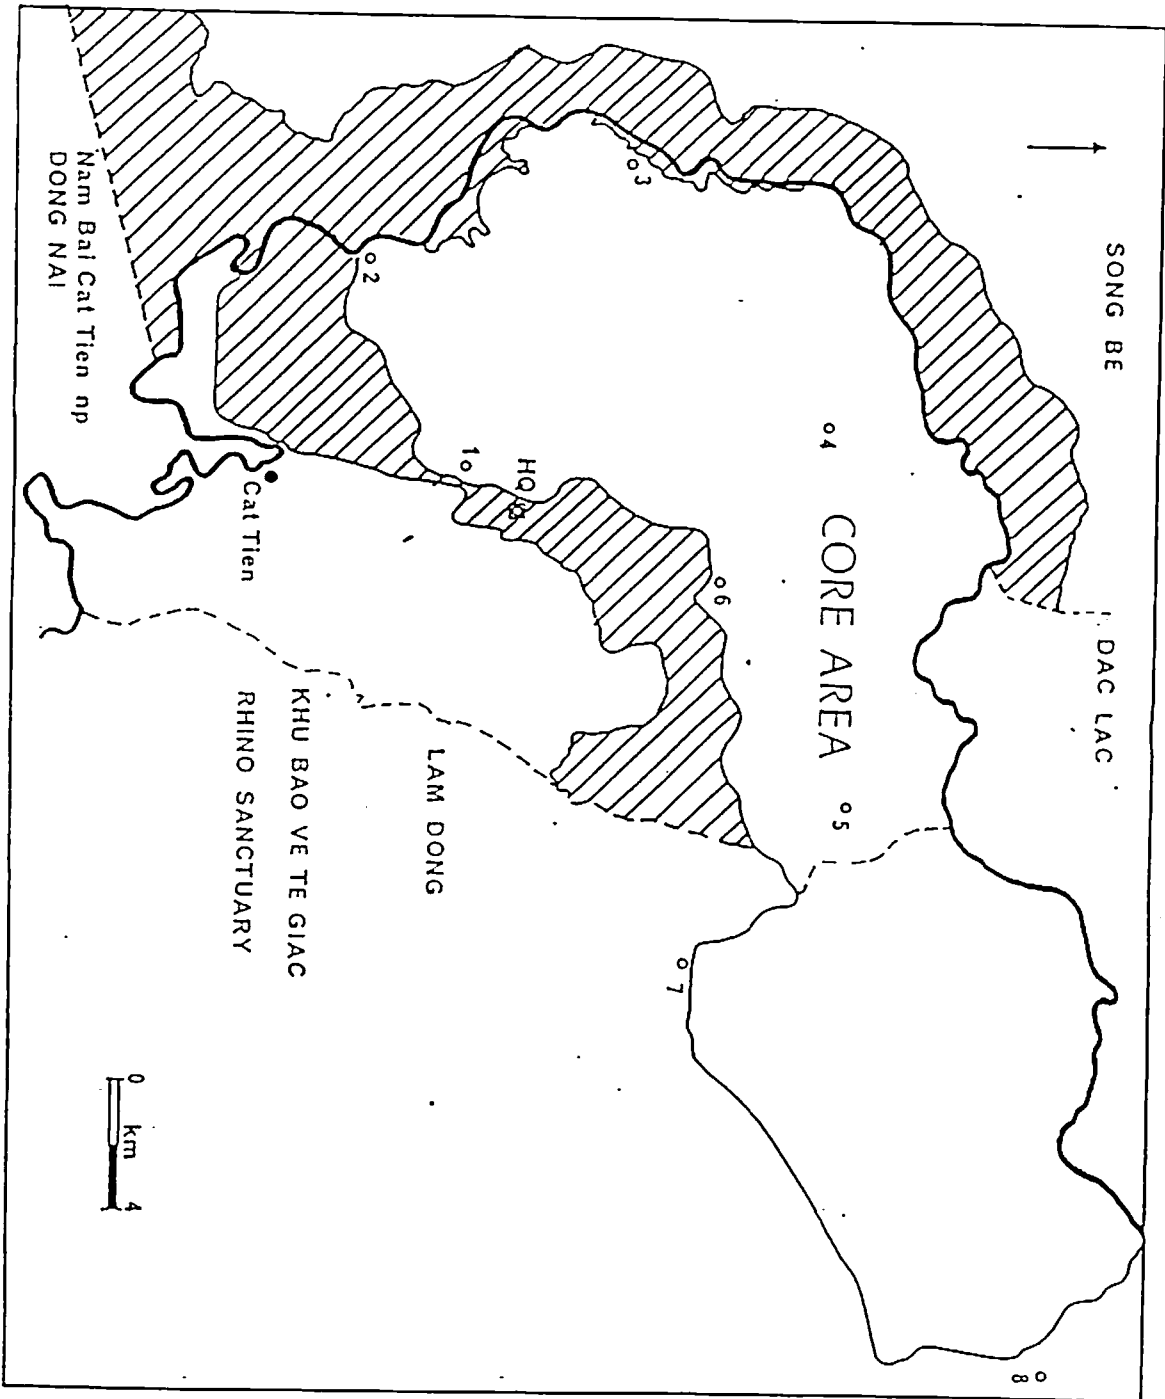 SONG BE
DAC LAC
8
5
4
CORE AREA
6
7
3
HQ
1
LAM DONG
2
KHU BAO VE TE GIAC
RHINO SANCTUARY
Cat Tien
0 km 4
Nam Bai Cat Tien np
DONG NAI